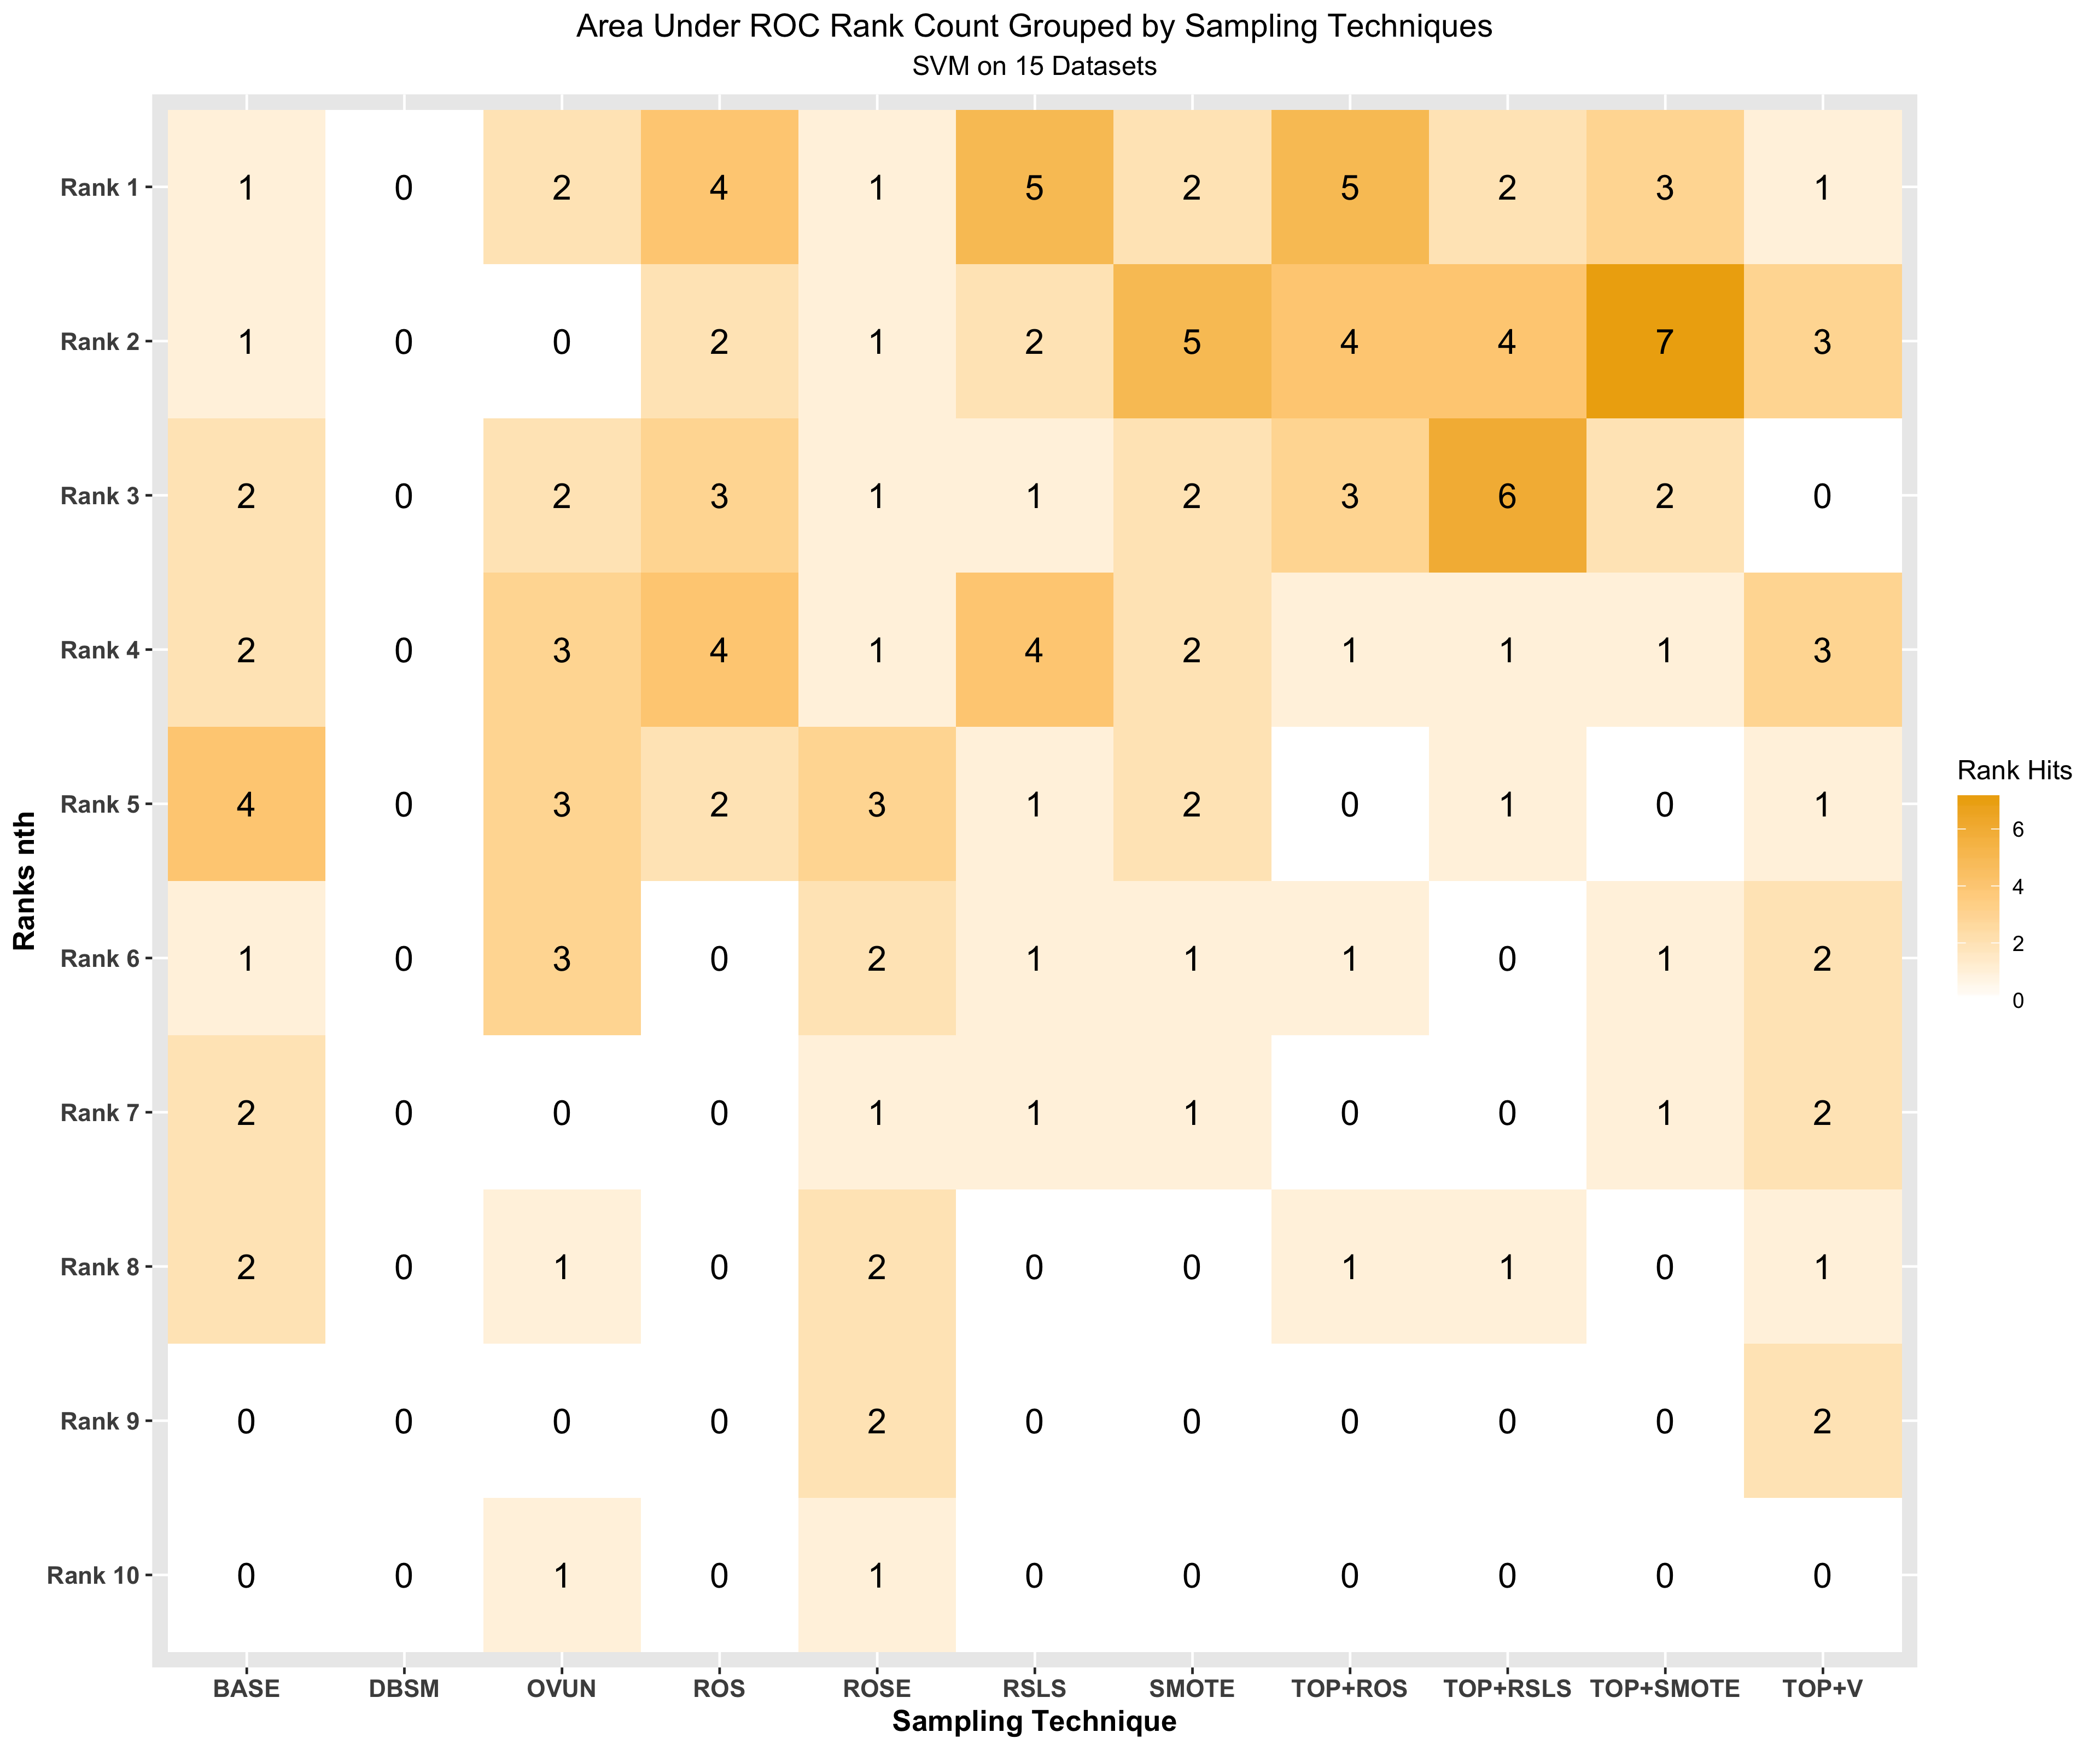 Area Under ROC Rank Count Grouped by Sampling Techniques
SVM on 15 Datasets
Rank 1 1 0 2 4 1 5 2 5 2 3 1
Rank 2 1 0 0 2 1 2 5 4 4 7 3
Rank 3 2 0 2 3 1 1 2 3 6 2 0
Rank 4 2 0 3 4 1 4 2 1 1 1 3
Rank 5 4 0 3 2 3 1 2 0 1 0 1
Rank 6 1 0 3 0 2 1 1 1 0 1 2
Rank 7 2 0 0 0 1 1 1 0 0 1 2
Rank 8 2 0 1 0 2 0 0 1 1 0 1
Rank 9 0 0 0 0 2 0 0 0 0 0 2
Rank 10 0 0 1 0 1 0 0 0 0 0 0
BASE DBSM OVUN ROS ROSE RSLS SMOTE TOP+ROS TOP+RSLS TOP+SMOTE TOP+V
Sampling Technique
Ranks nth
Rank Hits
6
4
2
0